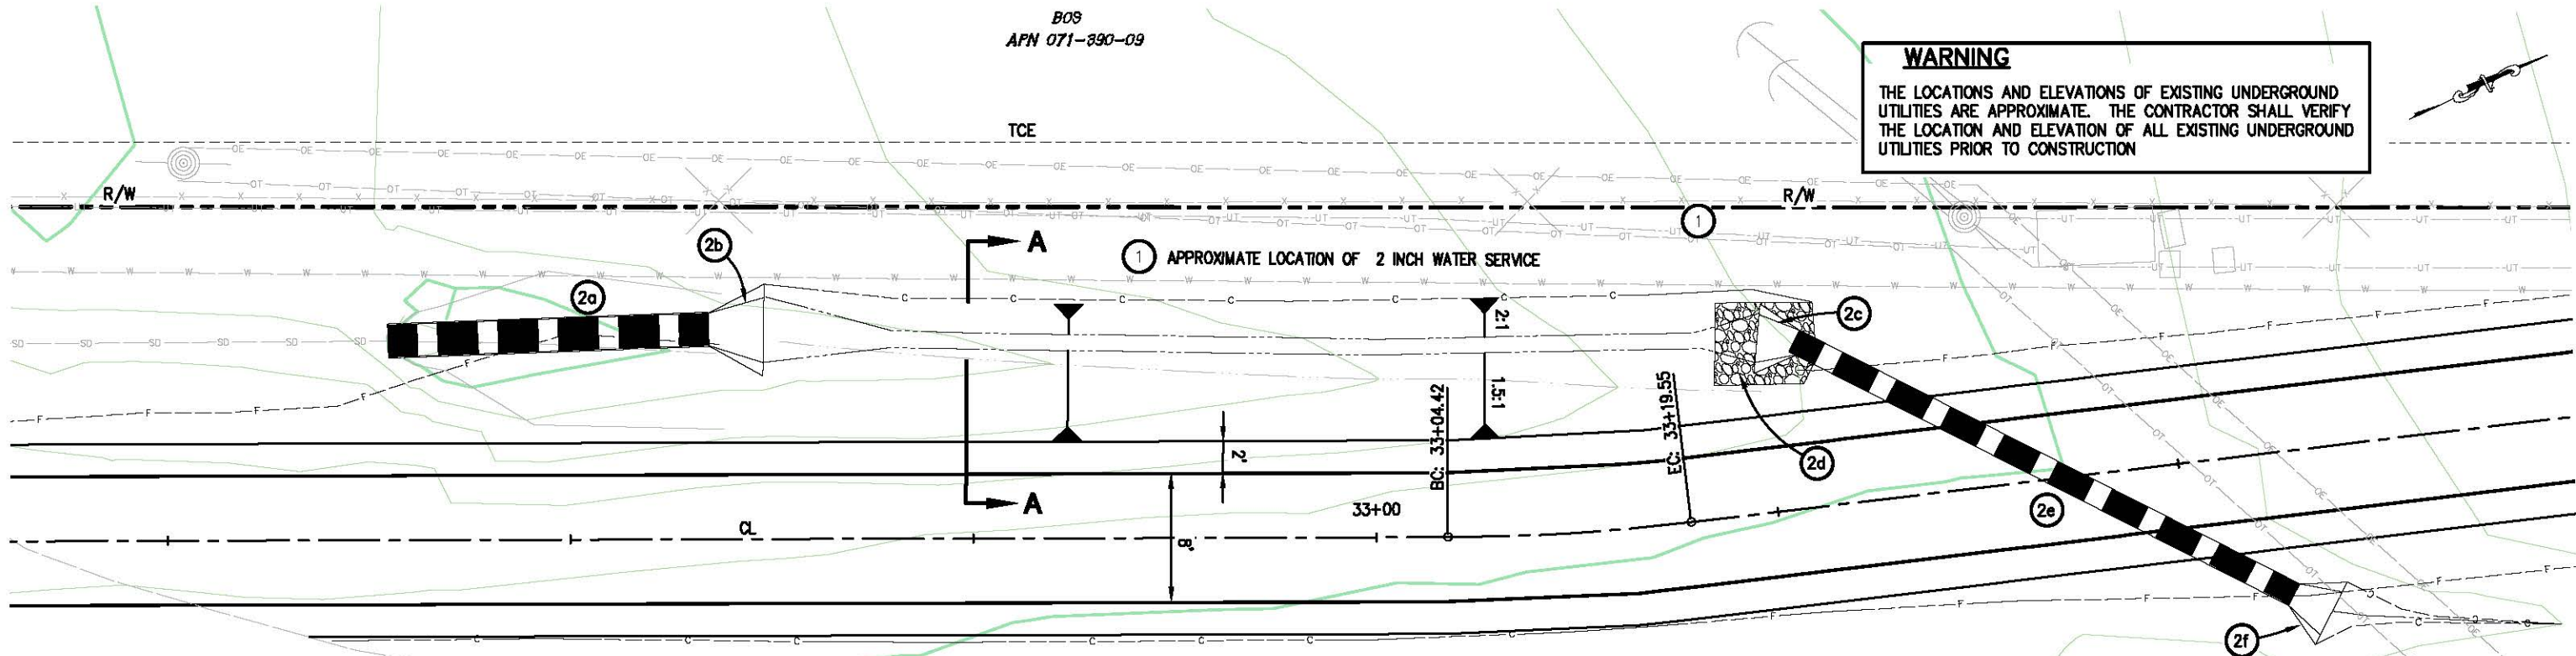 BOS
APN 071-390-09
WARNING
THE LOCATIONS AND ELEVATIONS OF EXISTING UNDERGROUND
UTILITIES ARE APPROXIMATE. THE CONTRACTOR SHALL VERIFY
THE LOCATION AND ELEVATION OF ALL EXISTING UNDERGROUND
UTILITIES PRIOR TO CONSTRUCTION
TCE
R/W
R/W
1
2b
A
1 APPROXIMATE LOCATION OF 2 INCH WATER SERVICE
2a
2:1
2c
1.5:1
BC: 33+04.42
EC: 33+19.55
2'
2d
A
33+00
2e
CL
8'
2f